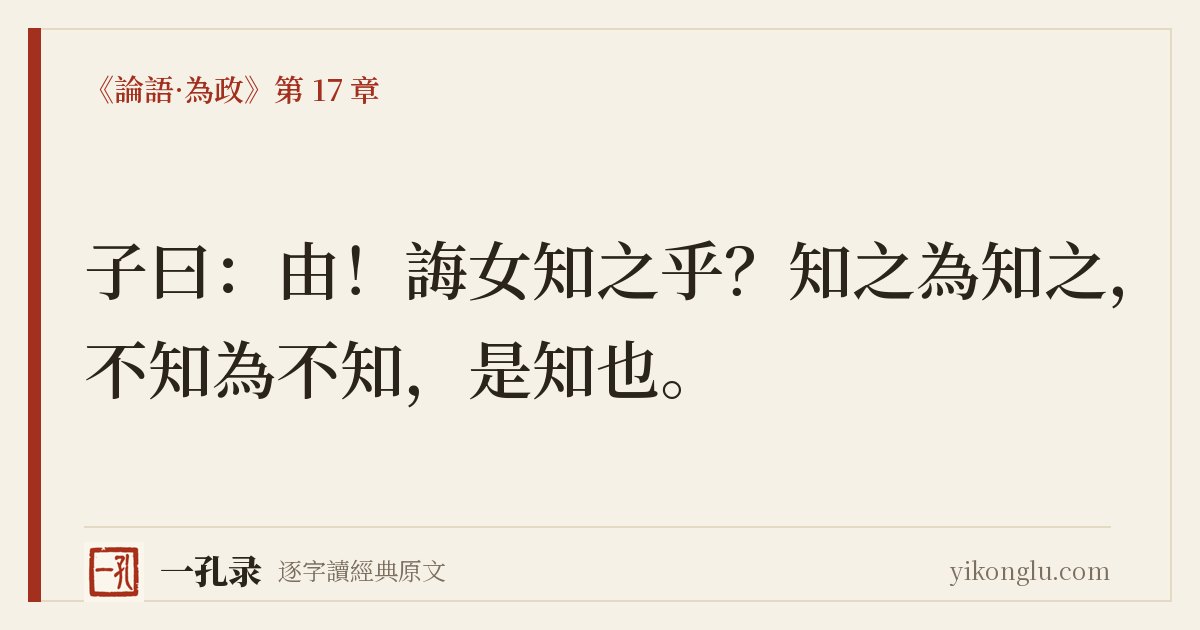 《論語·為政》第 17 章
子曰：由！誨女知之乎？知之為知之，
不知為不知，是知也。
一孔
一孔录 逐字讀經典原文
yikonglu.com